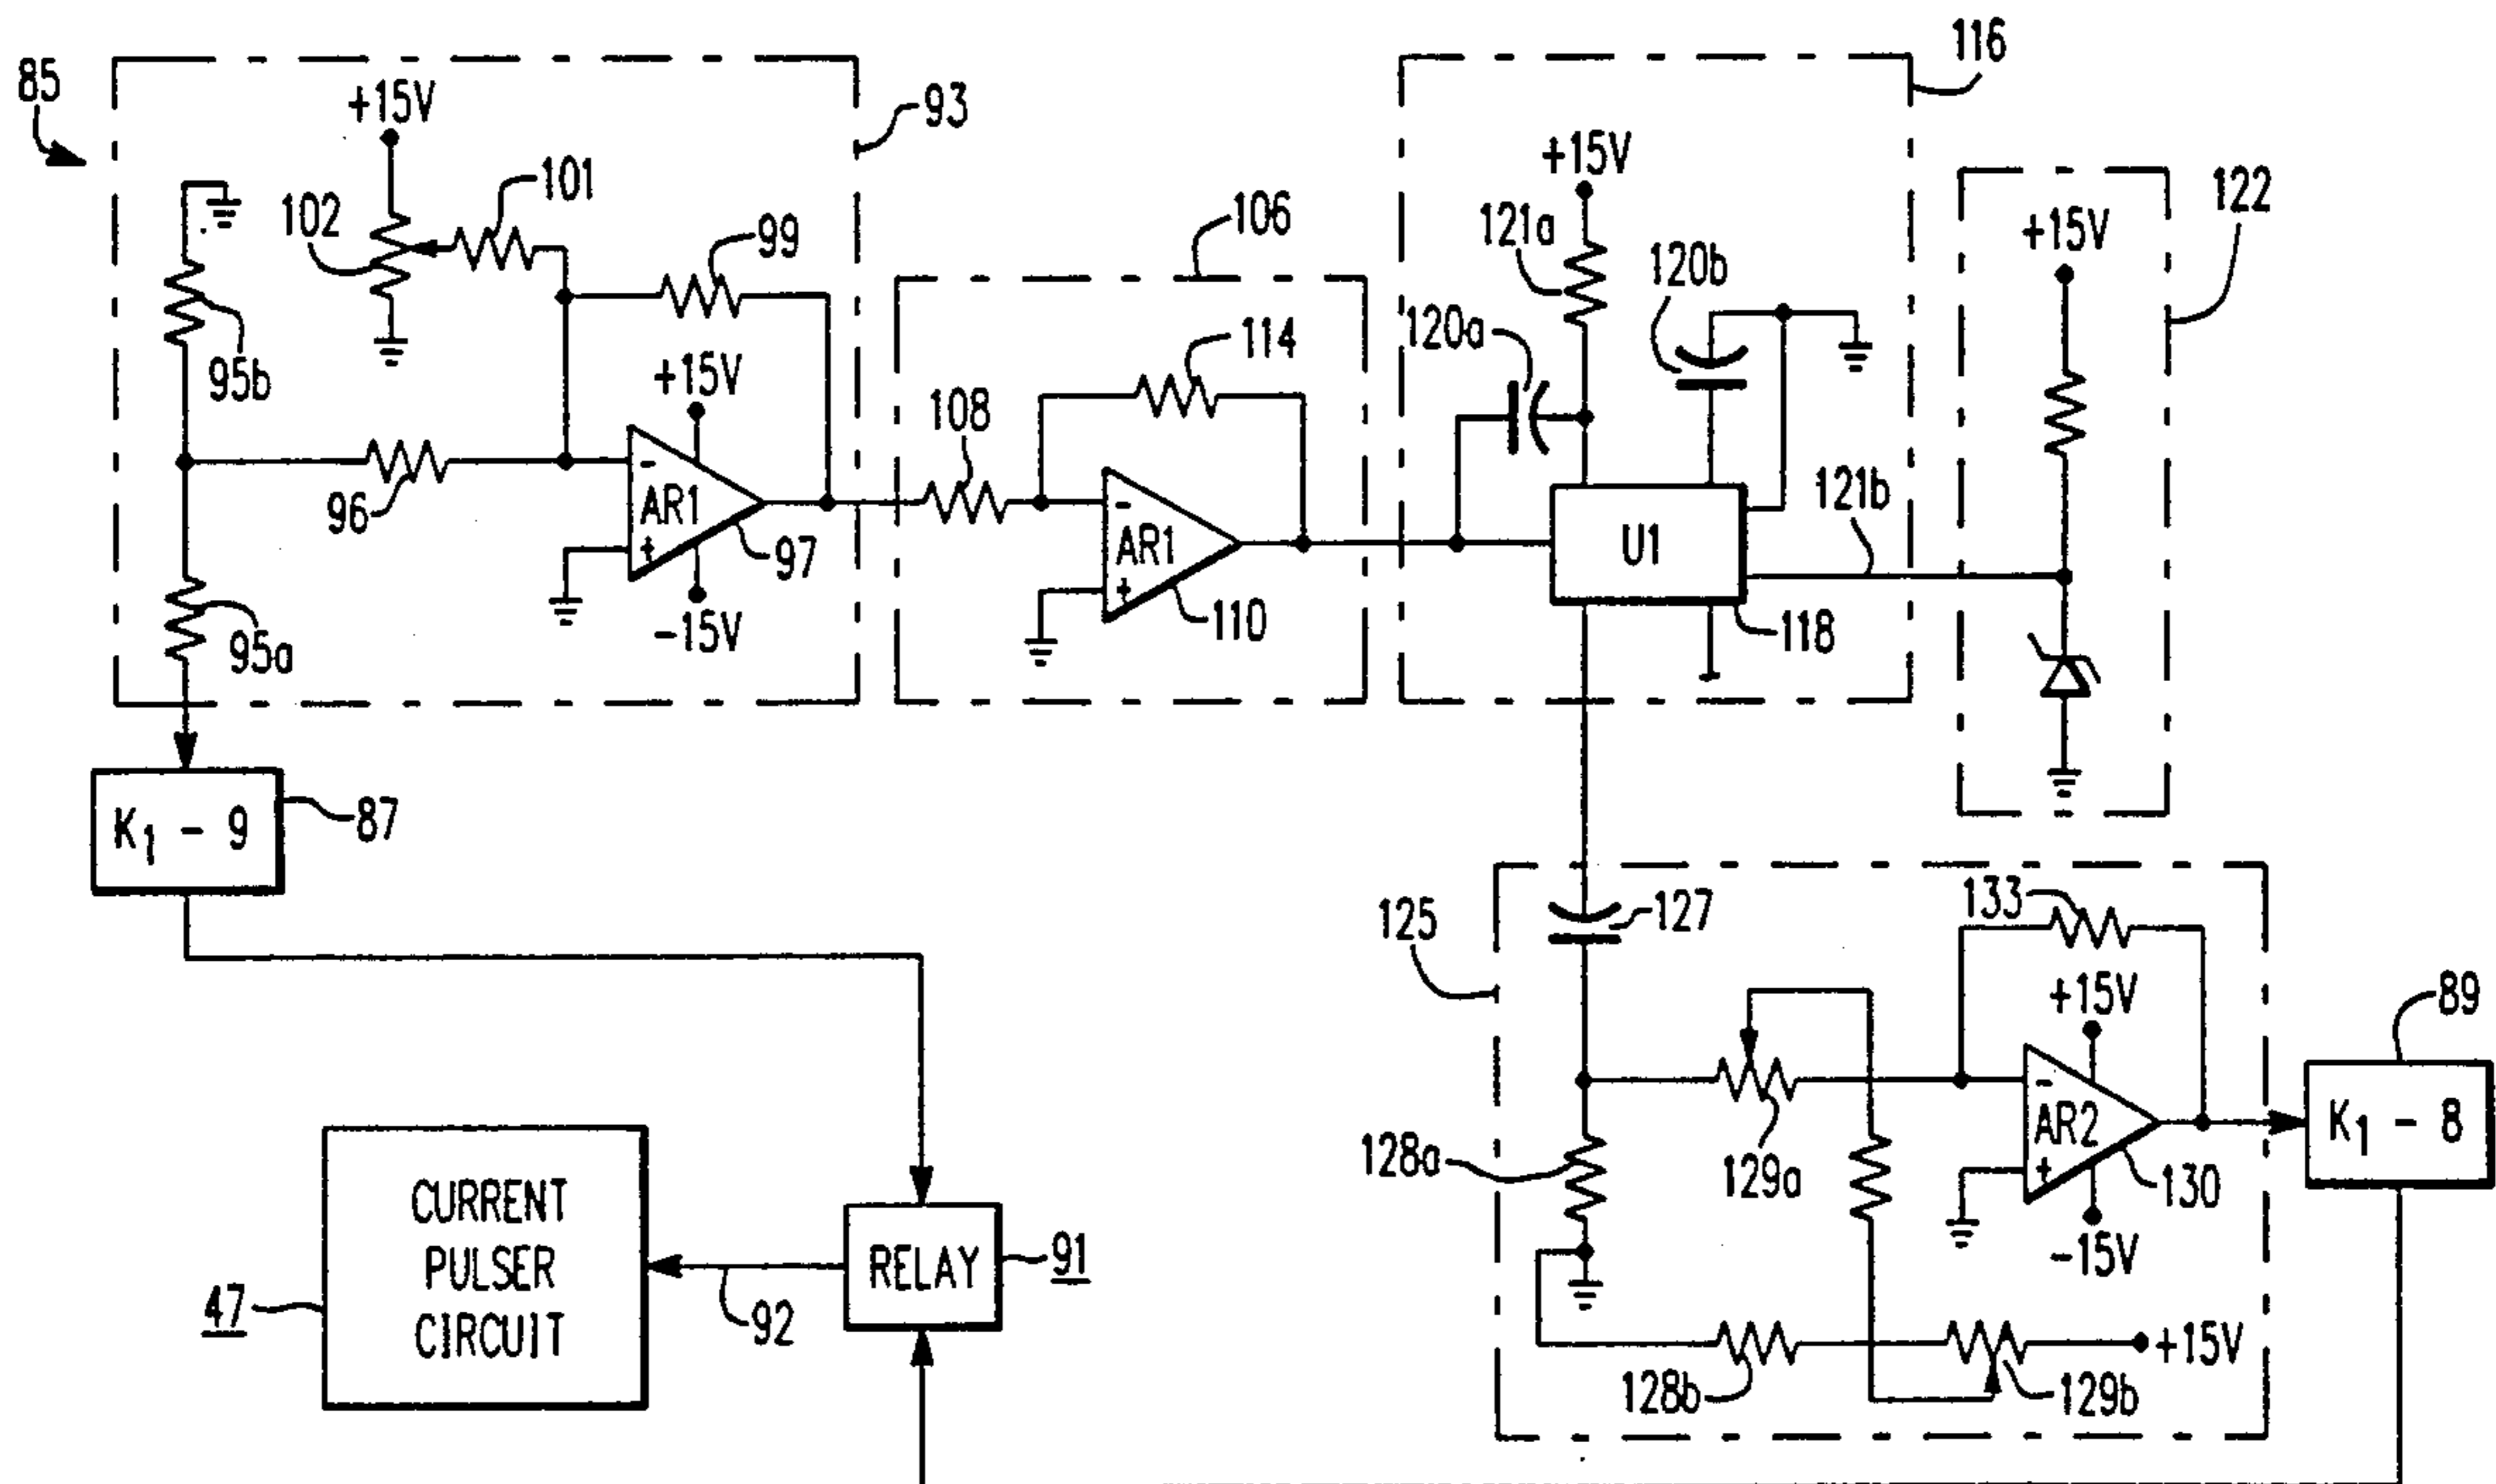 85
+15V
93
116
102
101
99
95b
+15V
96
AR1
97
-15V
95a
106
114
108
AR1
110
+15V
121a
120b
120a
U1
118
121b
+15V
122
K1 - 9
87
125
127
133
+15V
89
128a
129a
AR2
130
K1 - 8
-15V
128b
129b
+15V
CURRENT
PULSER
CIRCUIT
47
92
RELAY
91